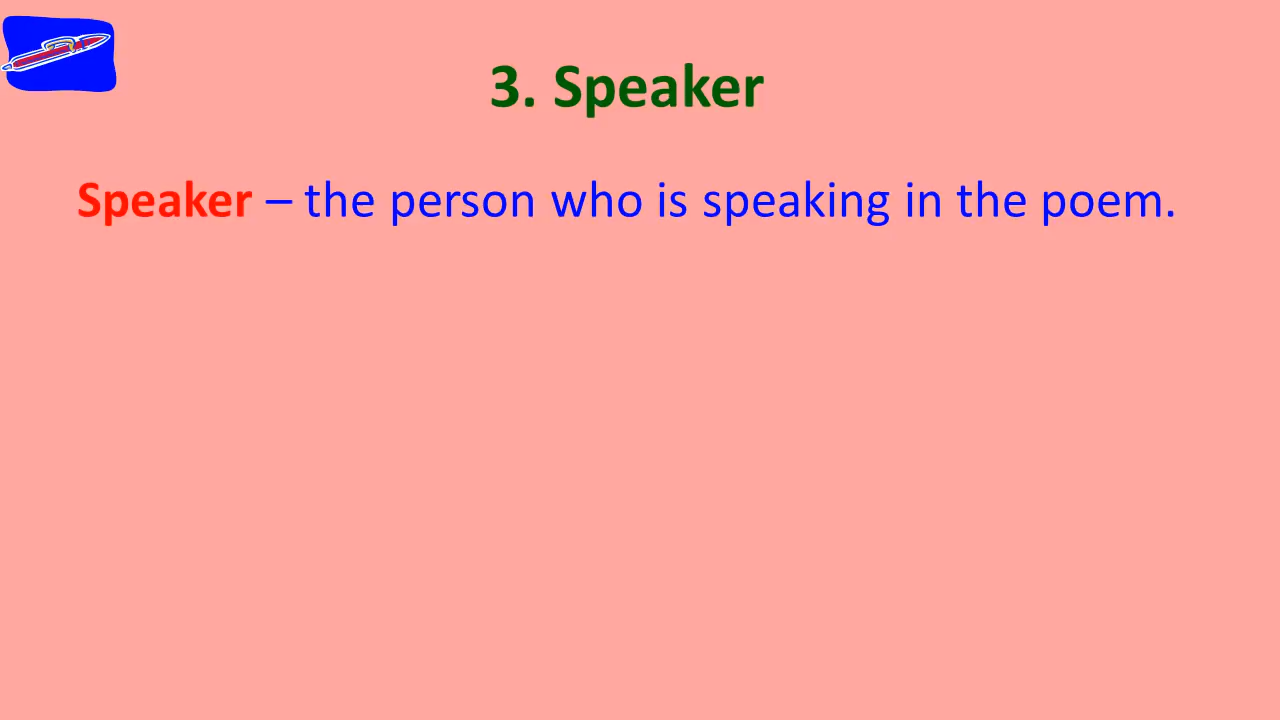 3. Speaker
Speaker – the person who is speaking in the poem.